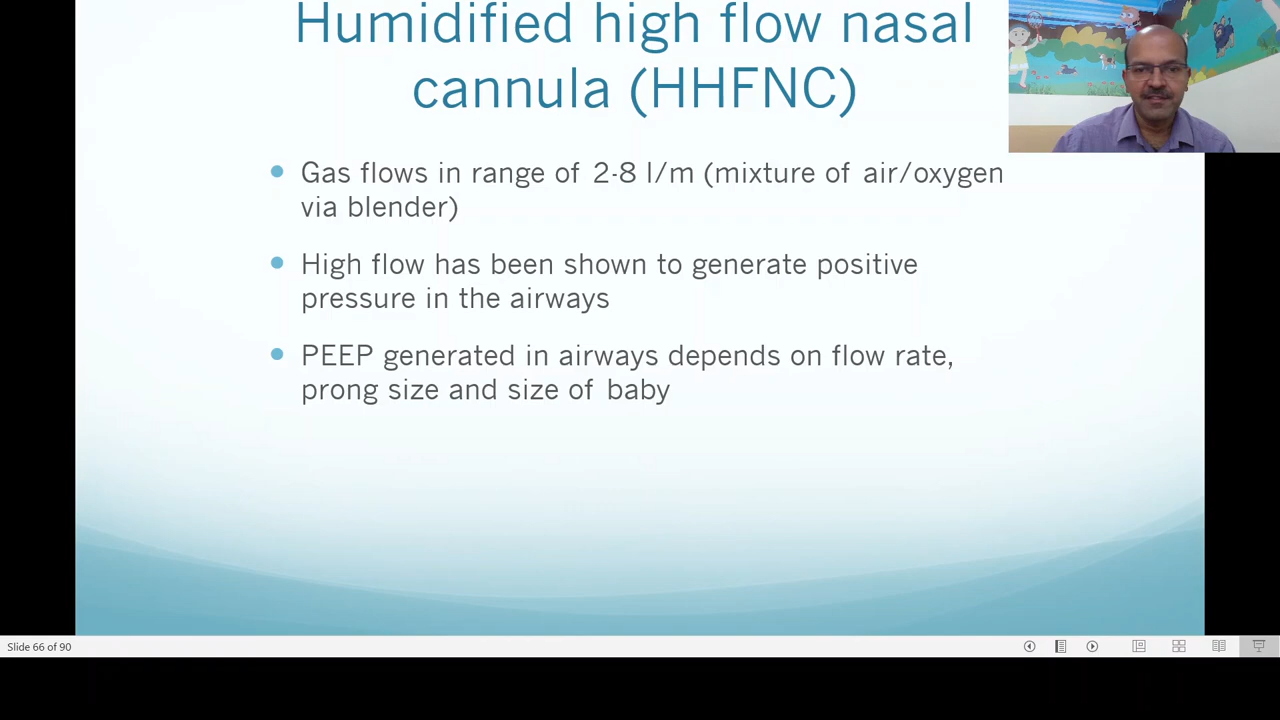 Humidified high flow nasal
cannula (HHFNC)
Gas flows in range of 2-8 l/m (mixture of air/oxygen
via blender)
High flow has been shown to generate positive
pressure in the airways
PEEP generated in airways depends on flow rate,
prong size and size of baby
Slide 66 of 90